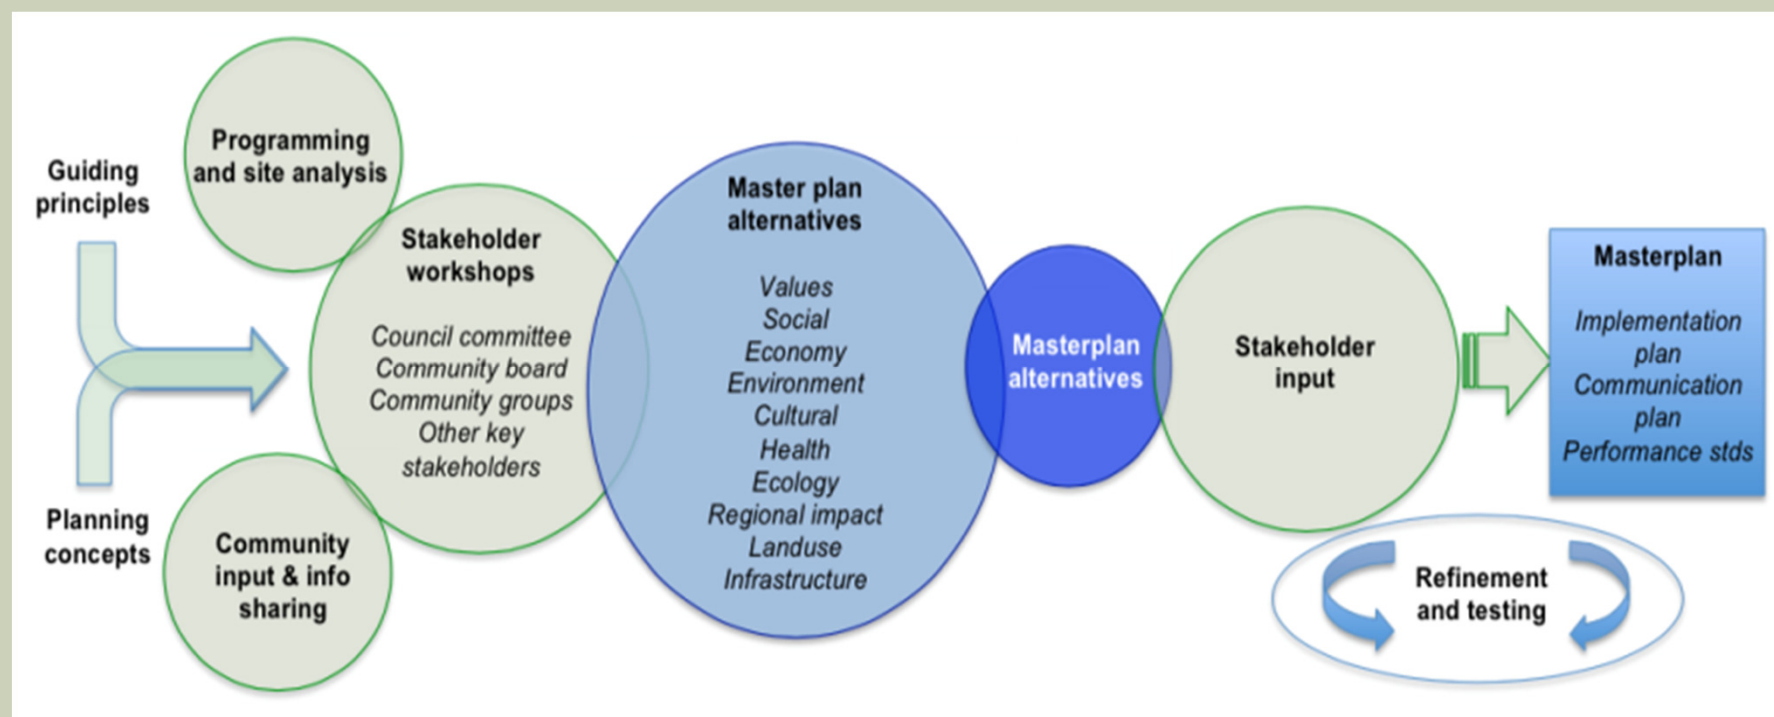 Guiding
principles
Planning
concepts
Programming
and site analysis
Community
input & info
sharing
Stakeholder
workshops
Council committee
Community board
Community groups
Other key
stakeholders
Master plan
alternatives
Values
Social
Economy
Environment
Cultural
Health
Ecology
Regional impact
Landuse
Infrastructure
Masterplan
alternatives
Stakeholder
input
Masterplan
Implementation
plan
Communication
plan
Performance stds
Refinement
and testing